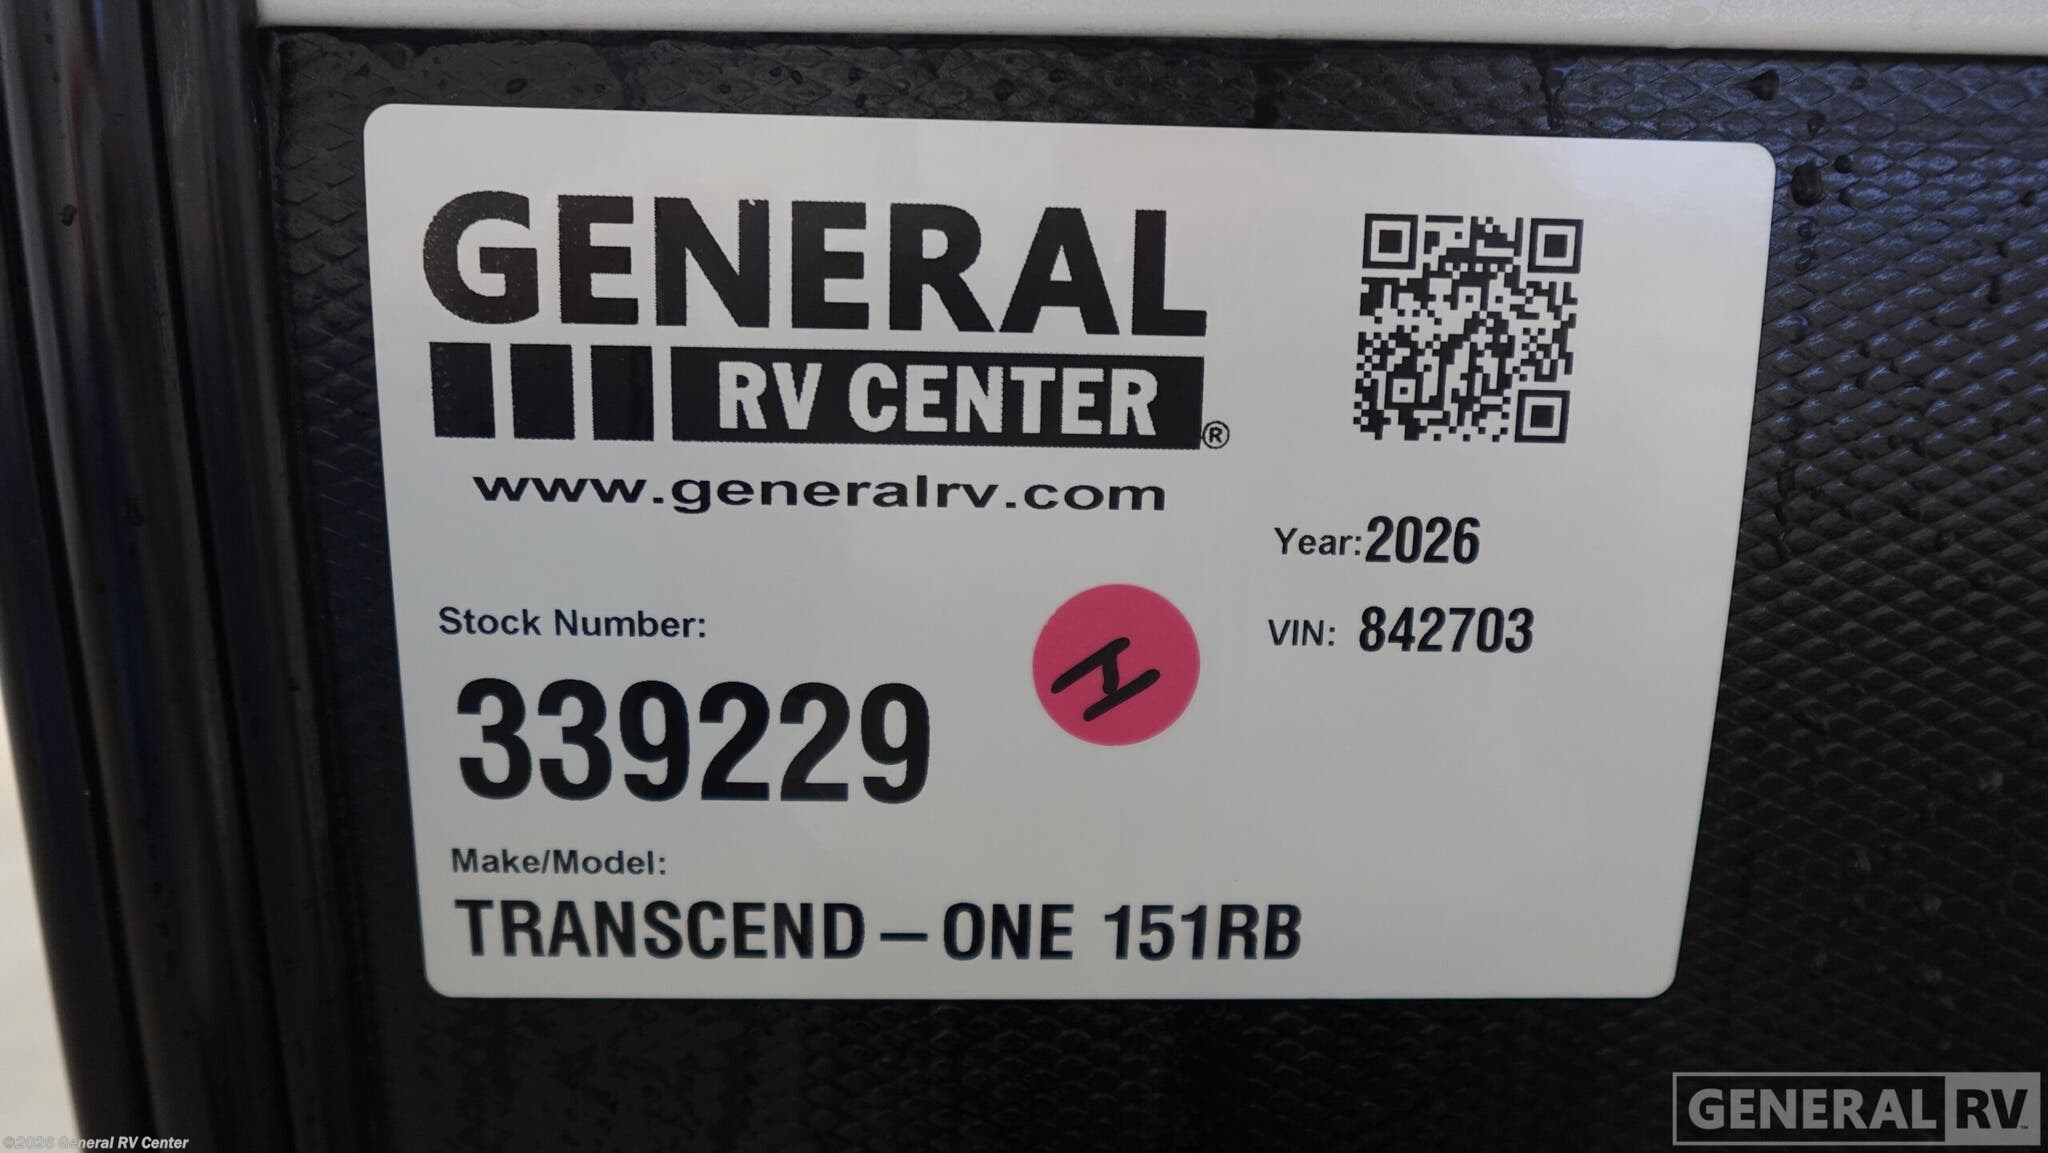 GENERAL
RV CENTER®
www.generalrv.com
Year: 2026
VIN: 842703
Stock Number:
339229
H
Make/Model:
TRANSCEND - ONE 151RB
GENERAL RV™
©2026 General RV Center